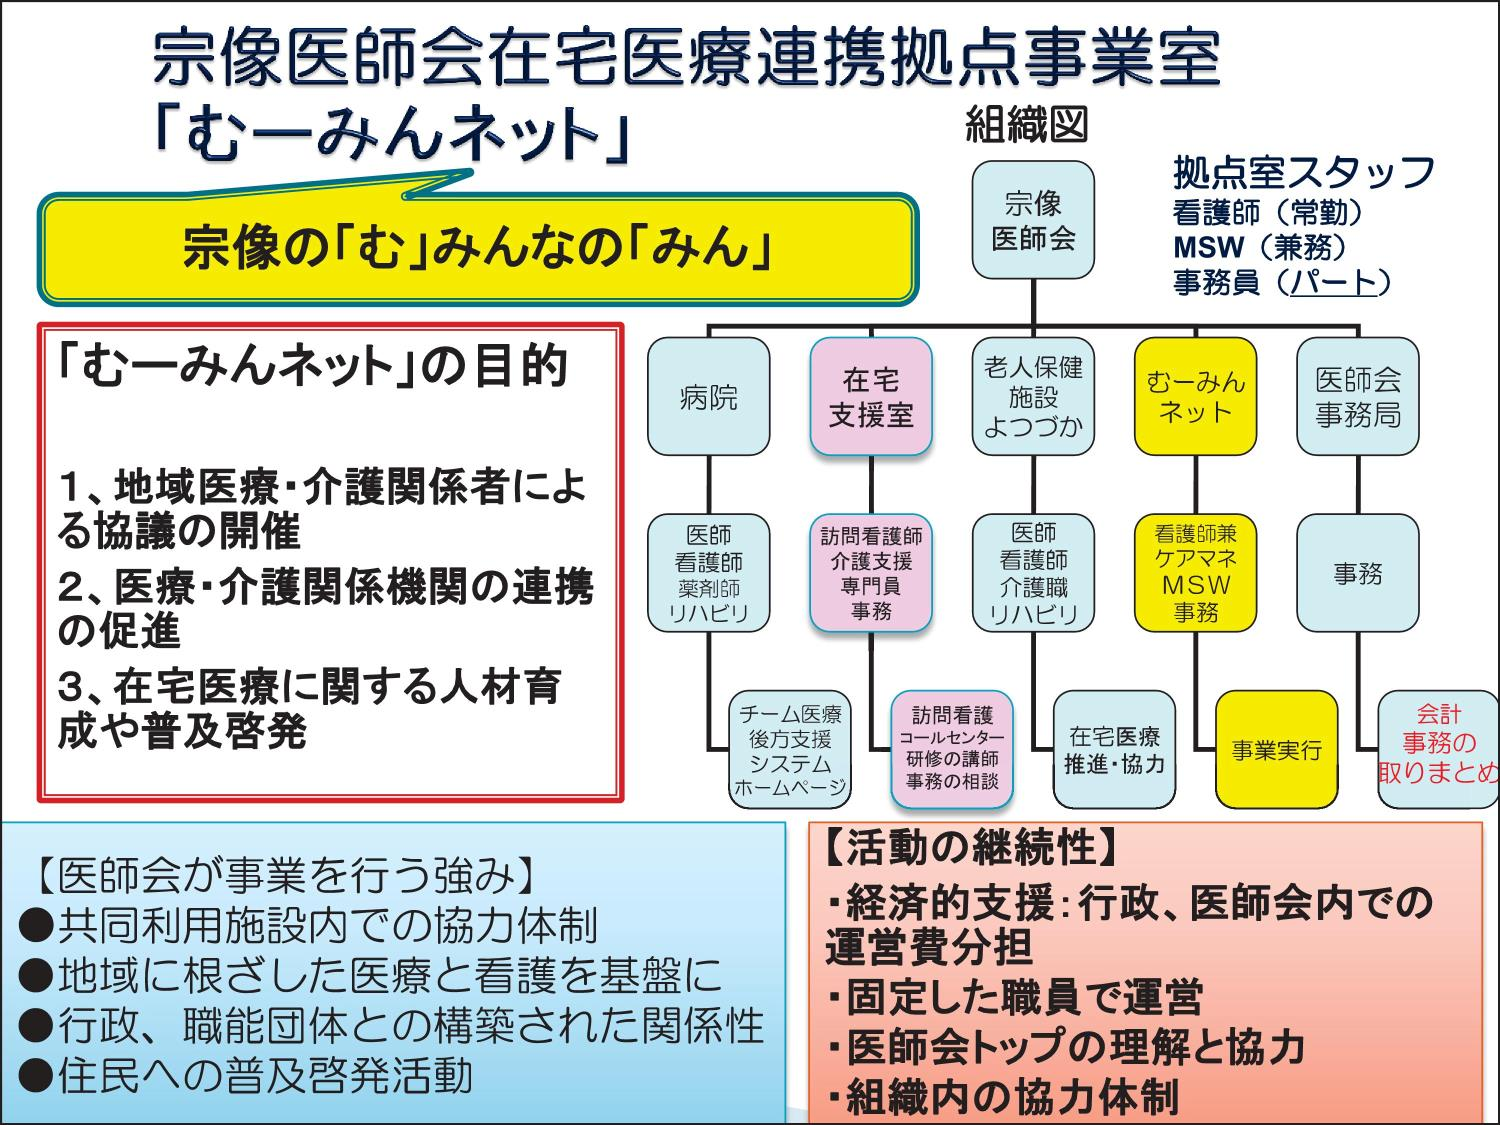 宗像医師会在宅医療連携拠点事業室
「むーみんネット」
宗像の「む」みんなの「みん」
組織図
拠点室スタッフ
看護師（常勤）
MSW（兼務）
事務員（パート）
「むーみんネット」の目的
１、地域医療・介護関係者によ
る協議の開催
２、医療・介護関係機関の連携
の促進
３、在宅医療に関する人材育
成や普及啓発
宗像
医師会
病院
在宅
支援室
老人保健
施設
よつづか
むーみん
ネット
医師会
事務局
医師
看護師
薬剤師
リハビリ
訪問看護師
介護支援
専門員
事務
医師
看護師
介護職
リハビリ
看護師兼
ケアマネ
ＭＳＷ
事務
事務
チーム医療
後方支援
システム
ホームページ
訪問看護
コールセンター
研修の講師
事務の相談
在宅医療
推進・協力
事業実行
会計
事務の
取りまとめ
【医師会が事業を行う強み】
●共同利用施設内での協力体制
●地域に根ざした医療と看護を基盤に
●行政、職能団体との構築された関係性
●住民への普及啓発活動
【活動の継続性】
・経済的支援：行政、医師会内での
運営費分担
・固定した職員で運営
・医師会トップの理解と協力
・組織内の協力体制